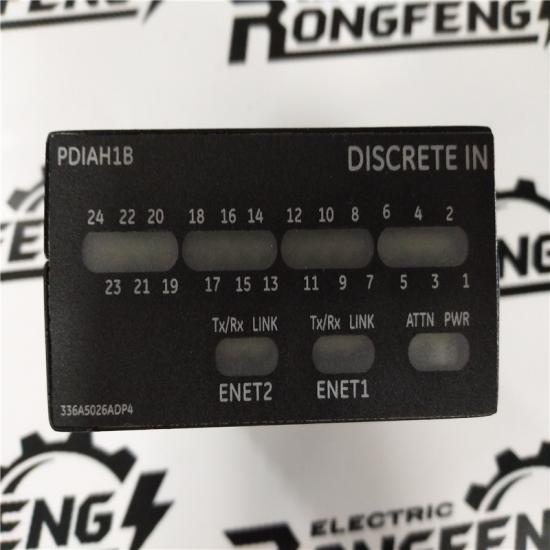 RONGFENG
PDIAH1B DISCRETE IN
24 22 20 18 16 14 12 10 8 6 4 2
23 21 19 17 15 13 11 9 7 5 3 1
Tx/Rx LINK Tx/Rx LINK ATTN PWR
ENET2 ENET1
336A5026ADP4
ELECTRIC
RONGFENG